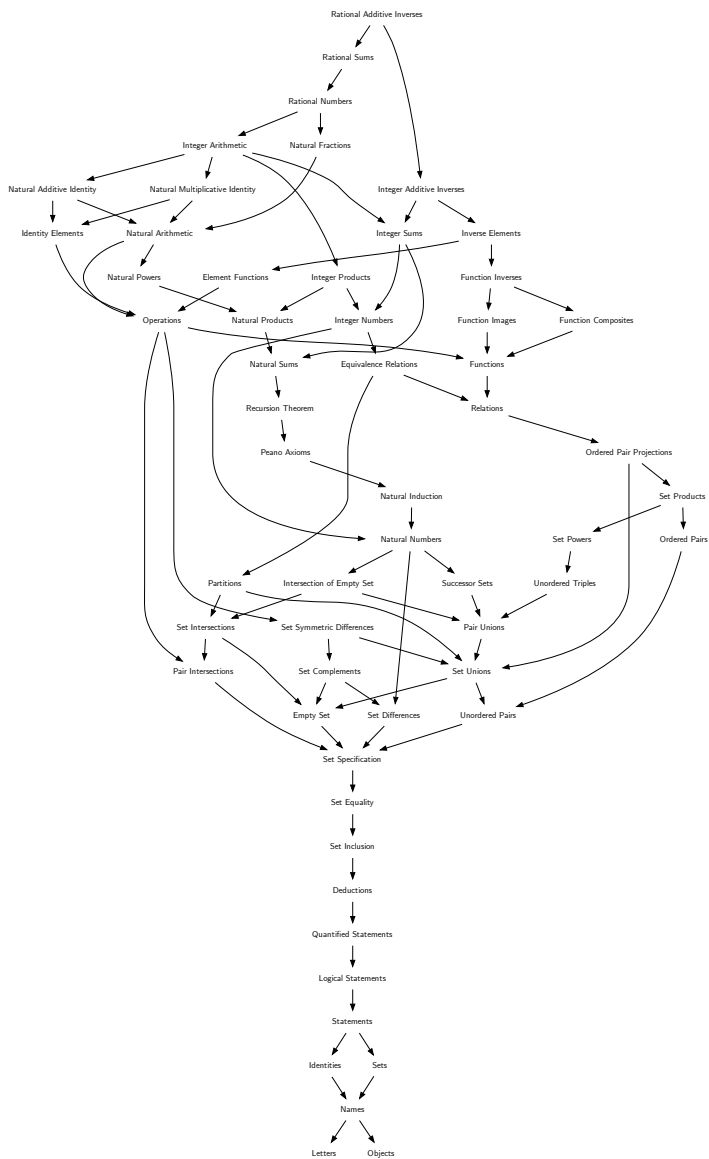 Rational Additive Inverses
Rational Sums
Rational Numbers
Integer Arithmetic
Natural Fractions
Natural Additive Identity
Natural Multiplicative Identity
Integer Additive Inverses
Identity Elements
Natural Arithmetic
Integer Sums
Inverse Elements
Natural Powers
Element Functions
Integer Products
Function Inverses
Operations
Natural Products
Integer Numbers
Function Images
Function Composites
Natural Sums
Equivalence Relations
Functions
Recursion Theorem
Relations
Peano Axioms
Ordered Pair Projections
Natural Induction
Set Products
Natural Numbers
Set Powers
Ordered Pairs
Partitions
Intersection of Empty Set
Successor Sets
Unordered Triples
Set Intersections
Set Symmetric Differences
Pair Unions
Pair Intersections
Set Complements
Set Unions
Empty Set
Set Differences
Unordered Pairs
Set Specification
Set Equality
Set Inclusion
Deductions
Quantified Statements
Logical Statements
Statements
Identities
Sets
Names
Letters
Objects